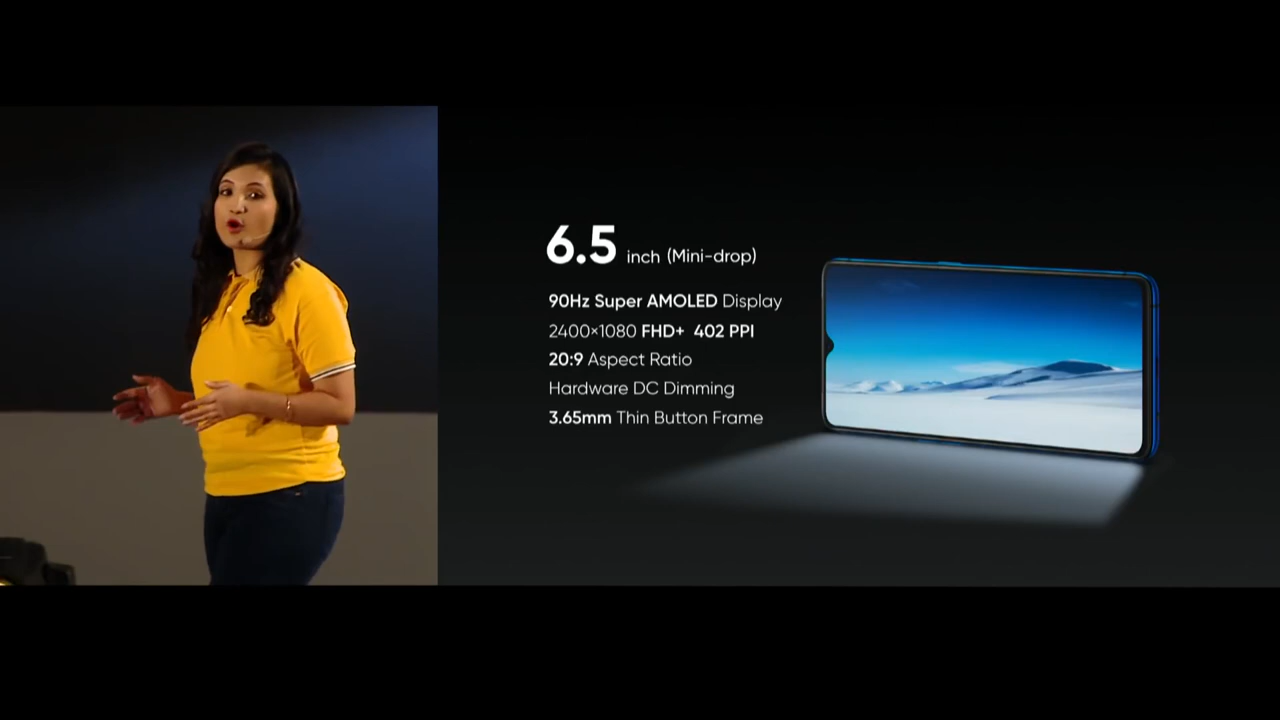 6.5 inch (Mini-drop)
90Hz Super AMOLED Display
2400×1080 FHD+ 402 PPI
20:9 Aspect Ratio
Hardware DC Dimming
3.65mm Thin Button Frame